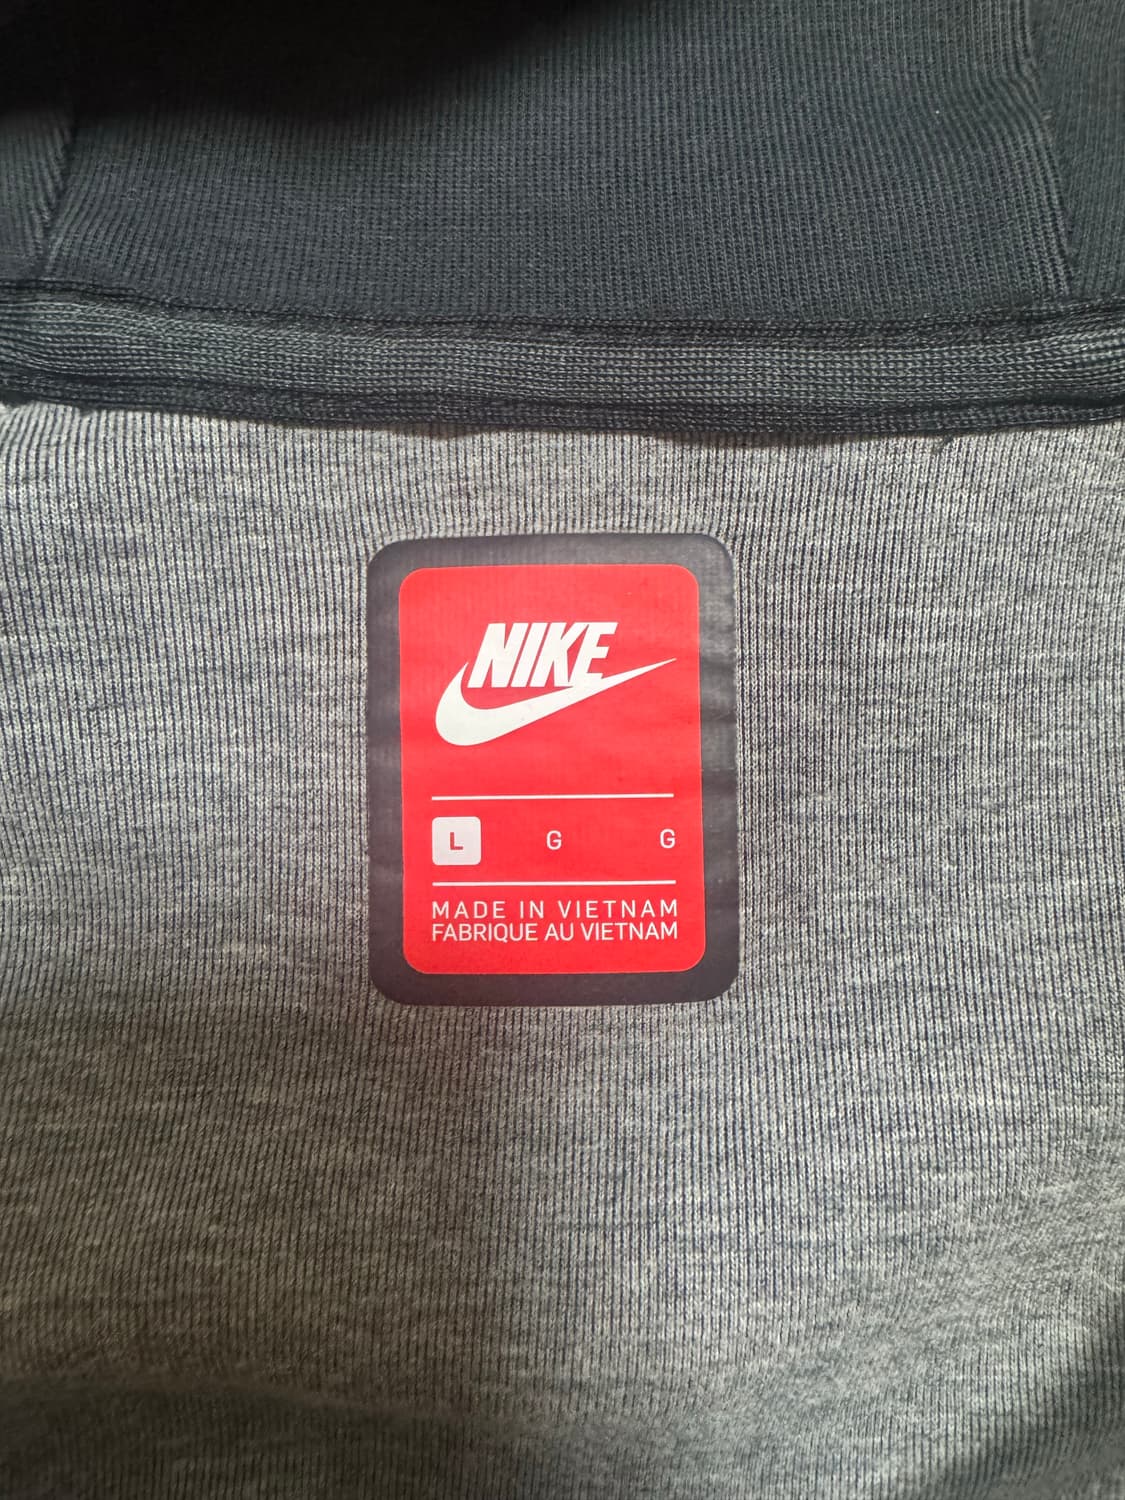 NIKE
L G G
MADE IN VIETNAM
FABRIQUE AU VIETNAM